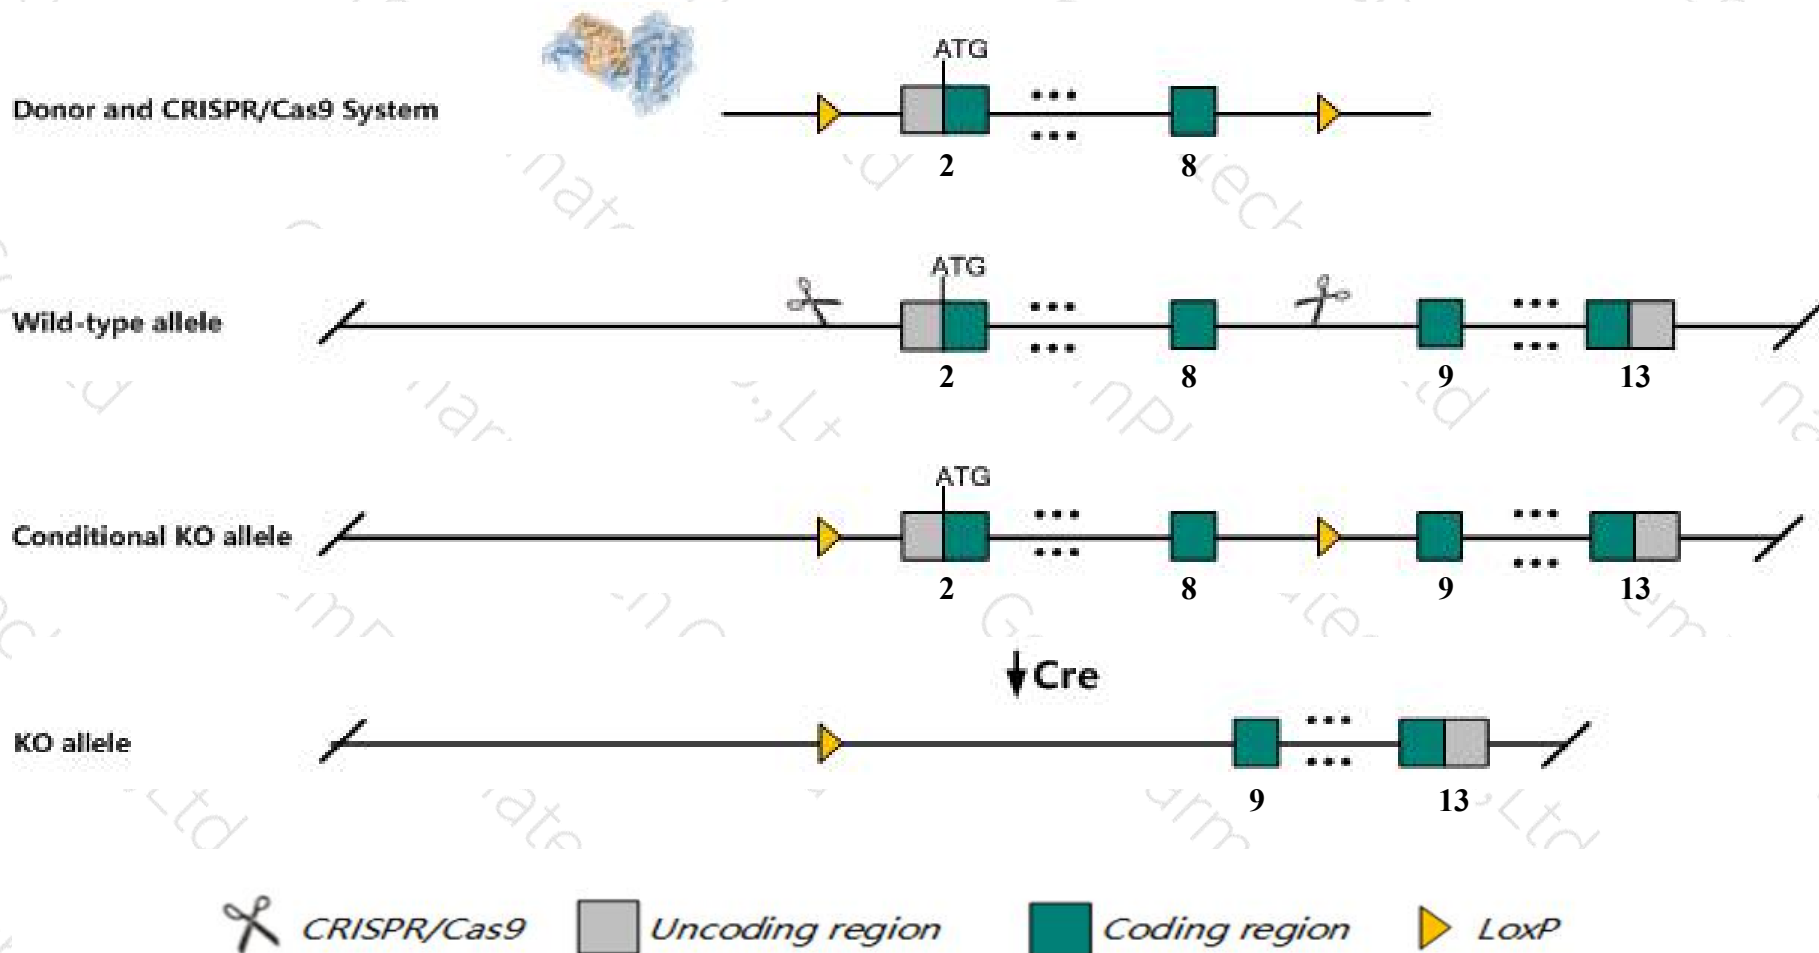 ATG
Donor and CRISPR/Cas9 System
2 8
ATG
Wild-type allele
2 8 9 13
ATG
Conditional KO allele
2 8 9 13
Cre
KO allele
9 13
CRISPR/Cas9 Uncoding region Coding region LoxP